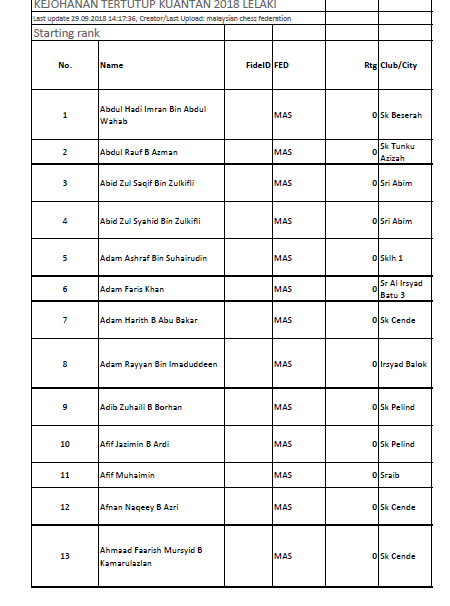 KEJOHANAN TERTUTUP KUANTAN 2018 LELAKI
Last update 29.09.2018 14:17:36, Creator/Last Upload: malaysian chess federation
Starting rank
No. Name FideID FED Rtg Club/City
1 Abdul Hadi Imran Bin Abdul Wahab MAS 0 Sk Beserah
2 Abdul Rauf B Azman MAS 0 Sk Tunku Azizah
3 Abid Zul Saqif Bin Zulkifli MAS 0 Sri Abim
4 Abid Zul Syahid Bin Zulkifli MAS 0 Sri Abim
5 Adam Ashraf Bin Suhairudin MAS 0 Sklh 1
6 Adam Faris Khan MAS 0 Sr Al Irsyad Batu 3
7 Adam Harith B Abu Bakar MAS 0 Sk Cende
8 Adam Rayyan Bin Imaduddeen MAS 0 Irsyad Balok
9 Adib Zuhaili B Borhan MAS 0 Sk Pelind
10 Afif Jazimin B Ardi MAS 0 Sk Pelind
11 Afif Muhaimin MAS 0 Sraib
12 Afnan Naqeey B Azri MAS 0 Sk Cende
13 Ahmaad Faarish Mursyid B Kamarulazlan MAS 0 Sk Cende